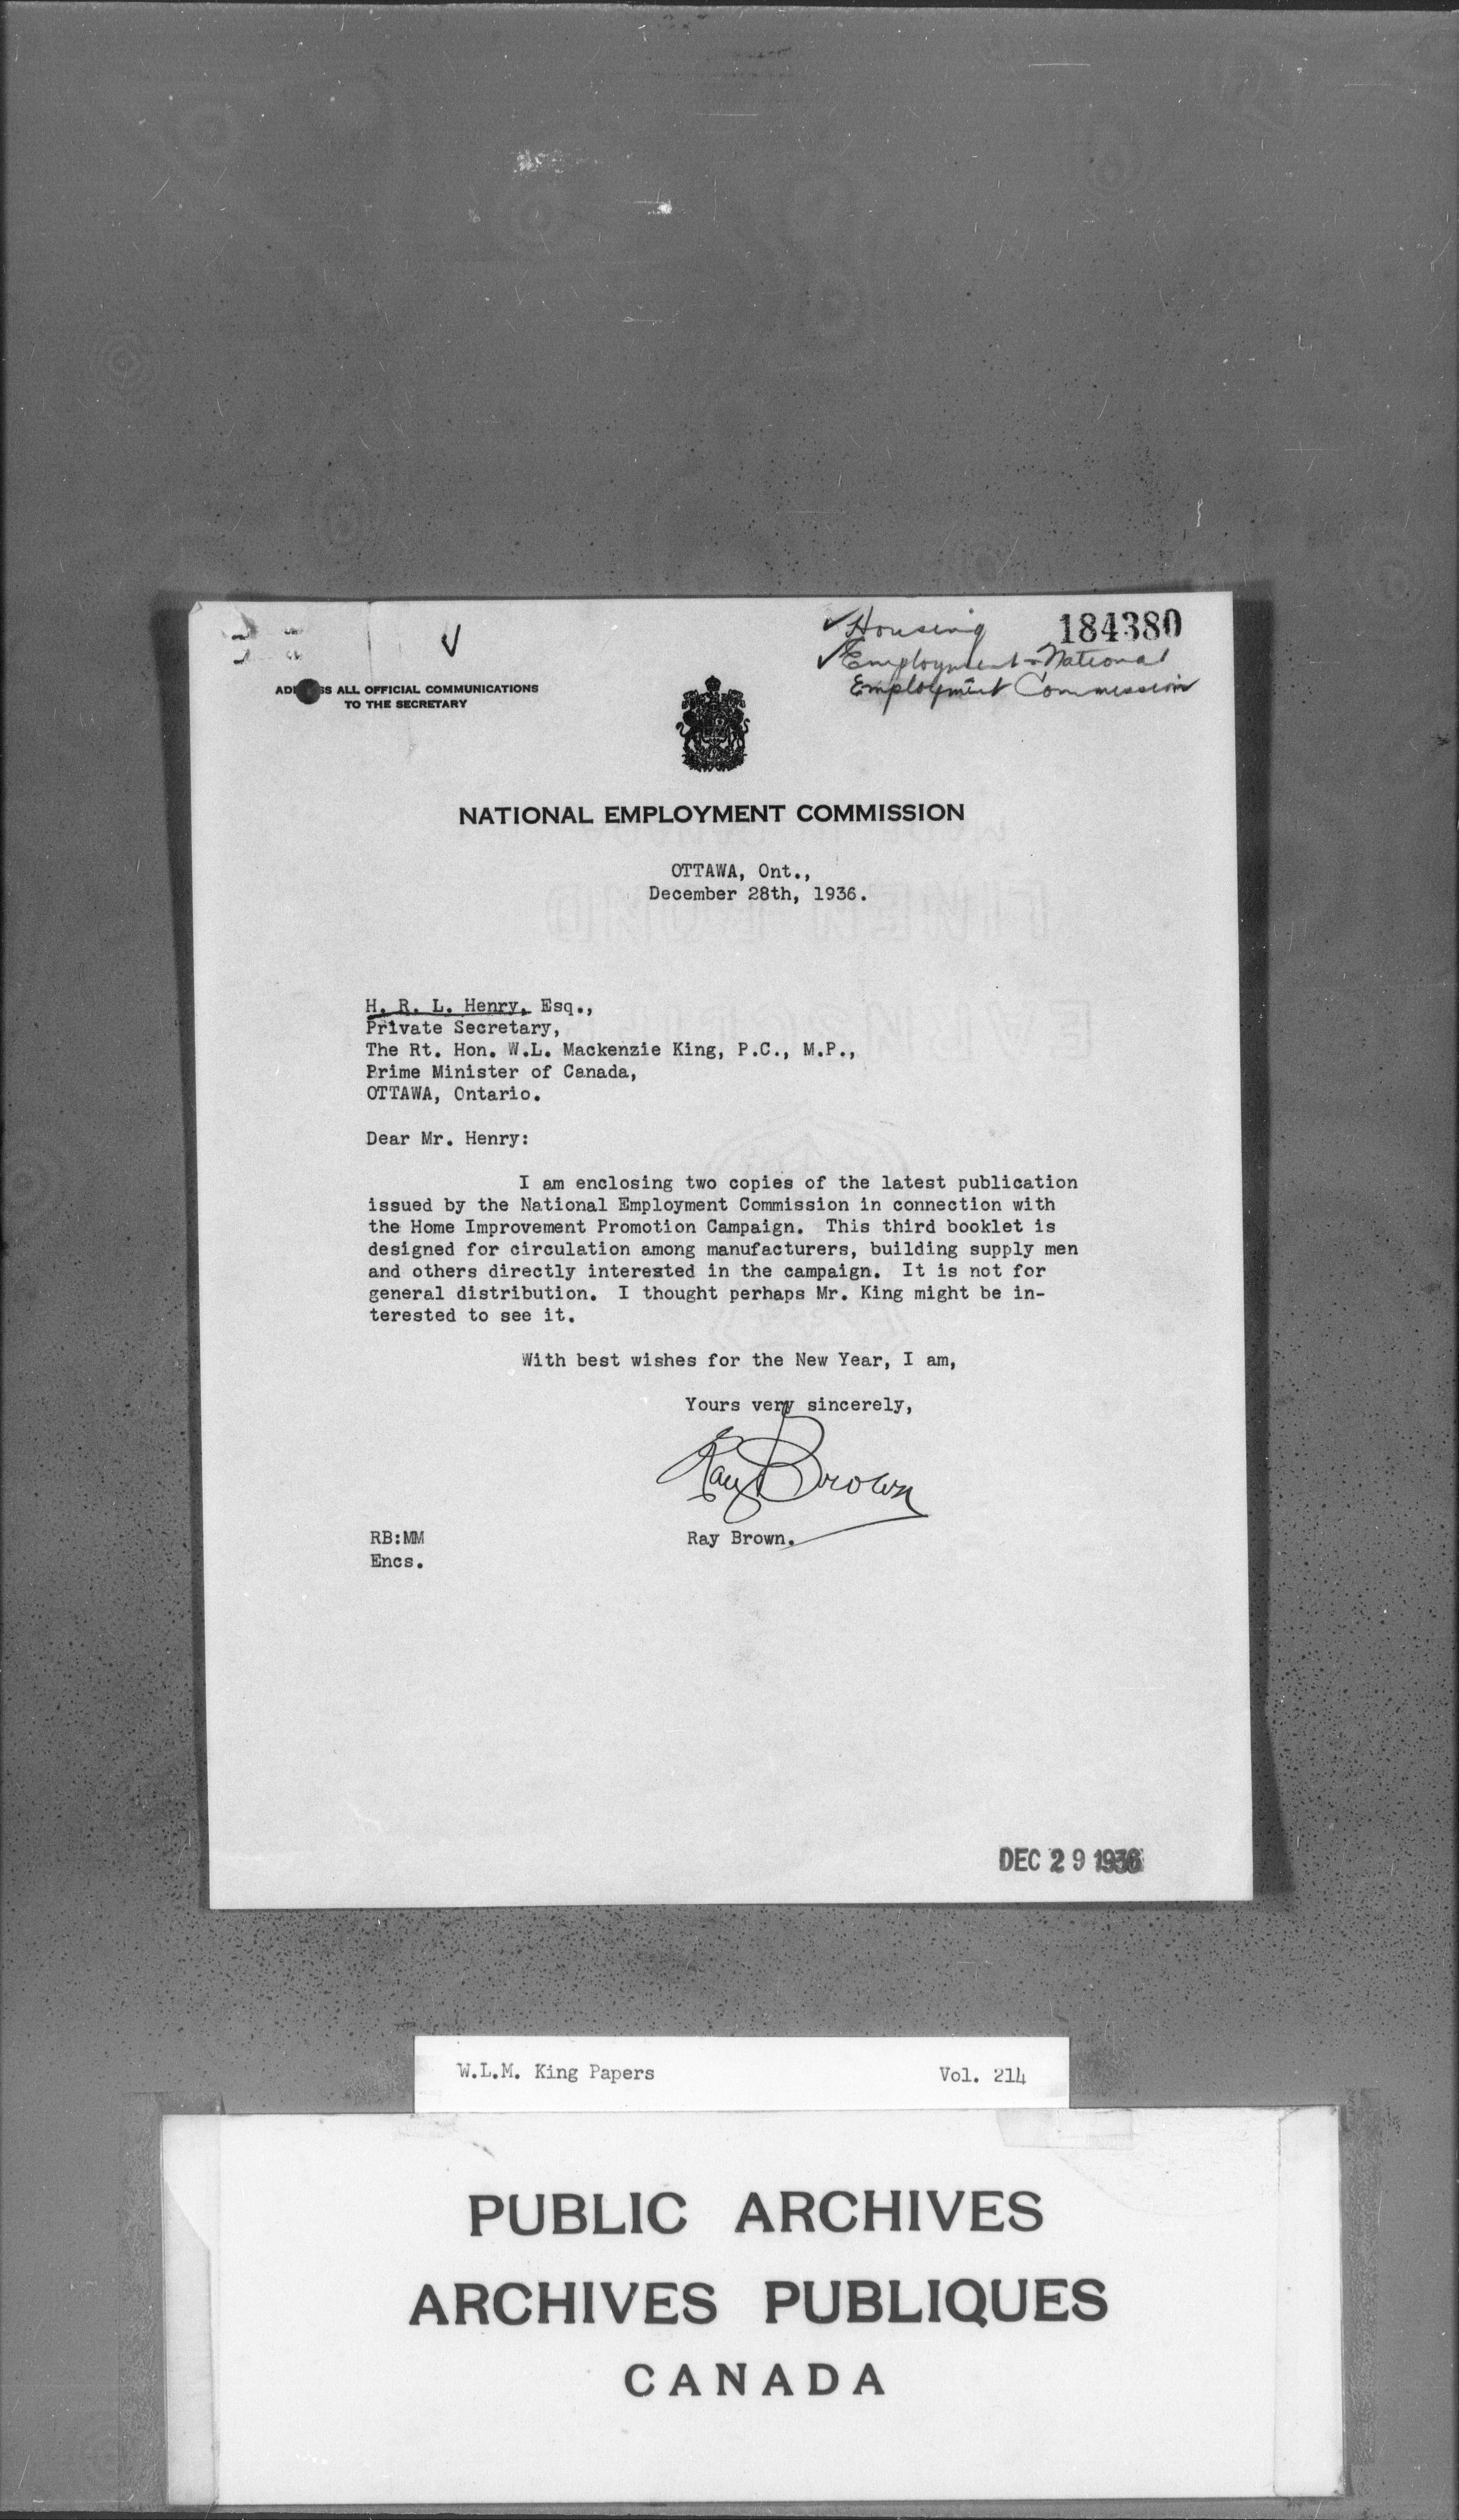 Housing 184380
Employment - National
Employment Commission
ADDRESS ALL OFFICIAL COMMUNICATIONS
TO THE SECRETARY
NATIONAL EMPLOYMENT COMMISSION
OTTAWA, Ont.,
December 28th, 1936.
H. R. L. Henry, Esq.,
Private Secretary,
The Rt. Hon. W.L. Mackenzie King, P.C., M.P.,
Prime Minister of Canada,
OTTAWA, Ontario.
Dear Mr. Henry:
I am enclosing two copies of the latest publication
issued by the National Employment Commission in connection with
the Home Improvement Promotion Campaign. This third booklet is
designed for circulation among manufacturers, building supply men
and others directly interested in the campaign. It is not for
general distribution. I thought perhaps Mr. King might be in-
terested to see it.
With best wishes for the New Year, I am,
Yours very sincerely,
Ray Brown
RB:MM Ray Brown.
Encs.
DEC 29 1936
W.L.M. King Papers Vol. 214
PUBLIC ARCHIVES
ARCHIVES PUBLIQUES
CANADA